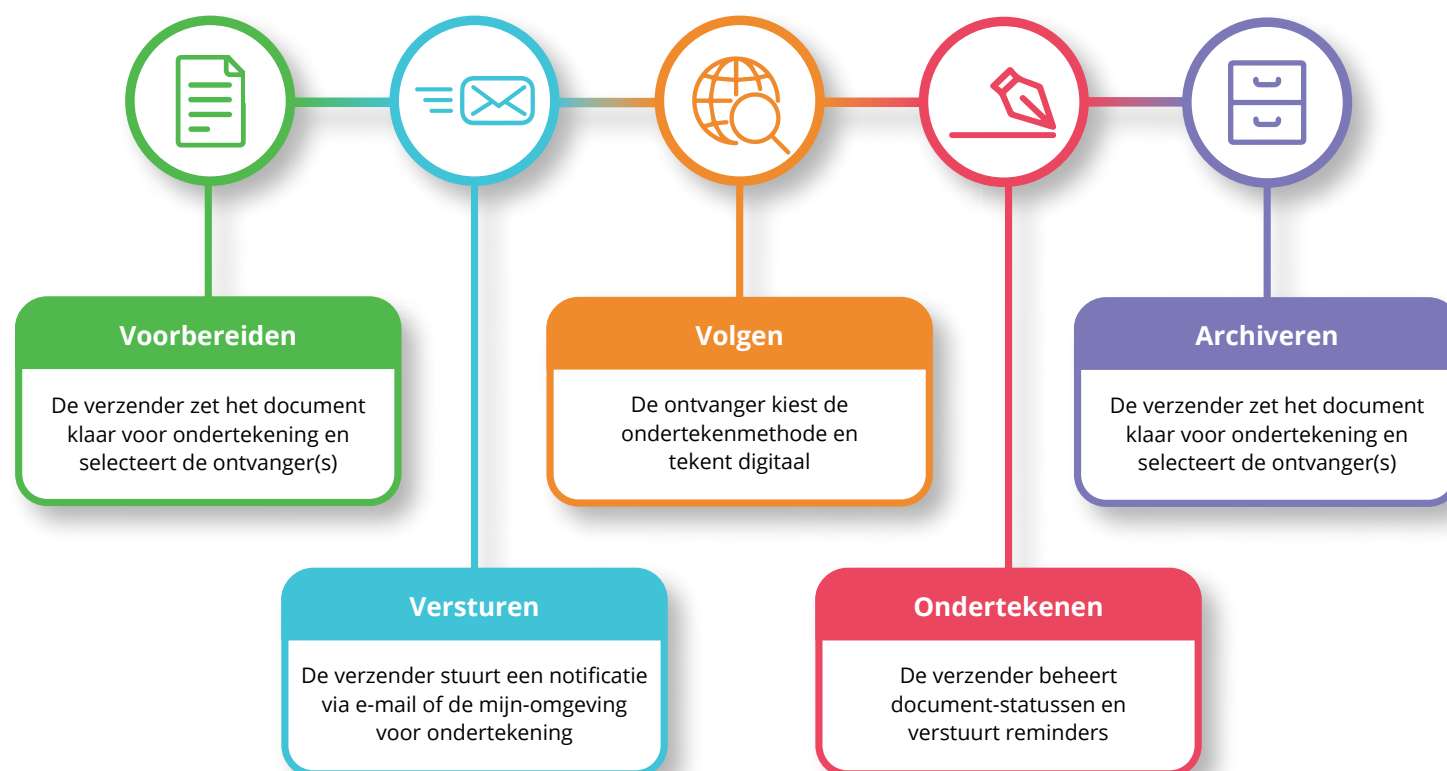 Voorbereiden
De verzender zet het document
klaar voor ondertekening en
selecteert de ontvanger(s)
Versturen
De verzender stuurt een notificatie
via e-mail of de mijn-omgeving
voor ondertekening
Volgen
De ontvanger kiest de
ondertekenmethode en
tekent digitaal
Ondertekenen
De verzender beheert
document-statussen en
verstuurt reminders
Archiveren
De verzender zet het document
klaar voor ondertekening en
selecteert de ontvanger(s)